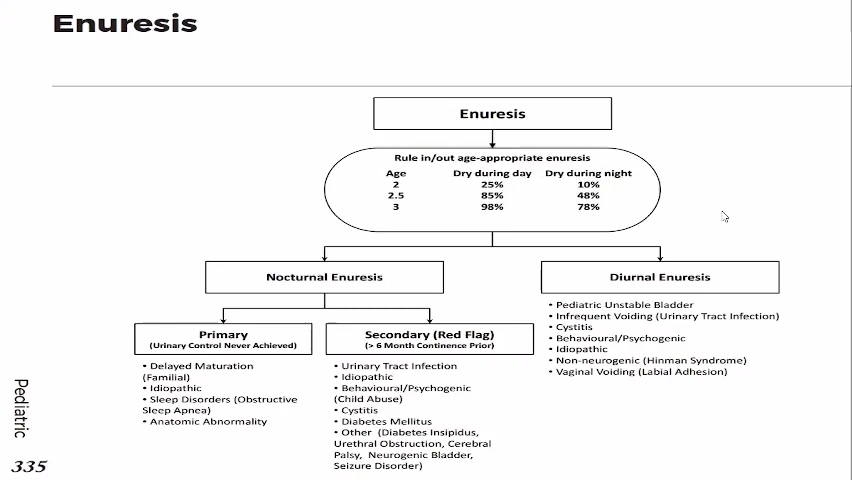 Enuresis
Enuresis
Rule in/out age-appropriate enuresis
Age Dry during day Dry during night
2 25% 10%
2.5 85% 48%
3 98% 78%
Nocturnal Enuresis
Diurnal Enuresis
• Pediatric Unstable Bladder
• Infrequent Voiding (Urinary Tract Infection)
• Cystitis
• Behavioural/Psychogenic
• Idiopathic
• Non-neurogenic (Hinman Syndrome)
• Vaginal Voiding (Labial Adhesion)
Primary
(Urinary Control Never Achieved)
• Delayed Maturation
(Familial)
• Idiopathic
• Sleep Disorders (Obstructive
Sleep Apnea)
• Anatomic Abnormality
Secondary (Red Flag)
(> 6 Month Continence Prior)
• Urinary Tract Infection
• Idiopathic
• Behavioural/Psychogenic
(Child Abuse)
• Cystitis
• Diabetes Mellitus
• Other (Diabetes Insipidus,
Urethral Obstruction, Cerebral
Palsy, Neurogenic Bladder,
Seizure Disorder)
Pediatric
335